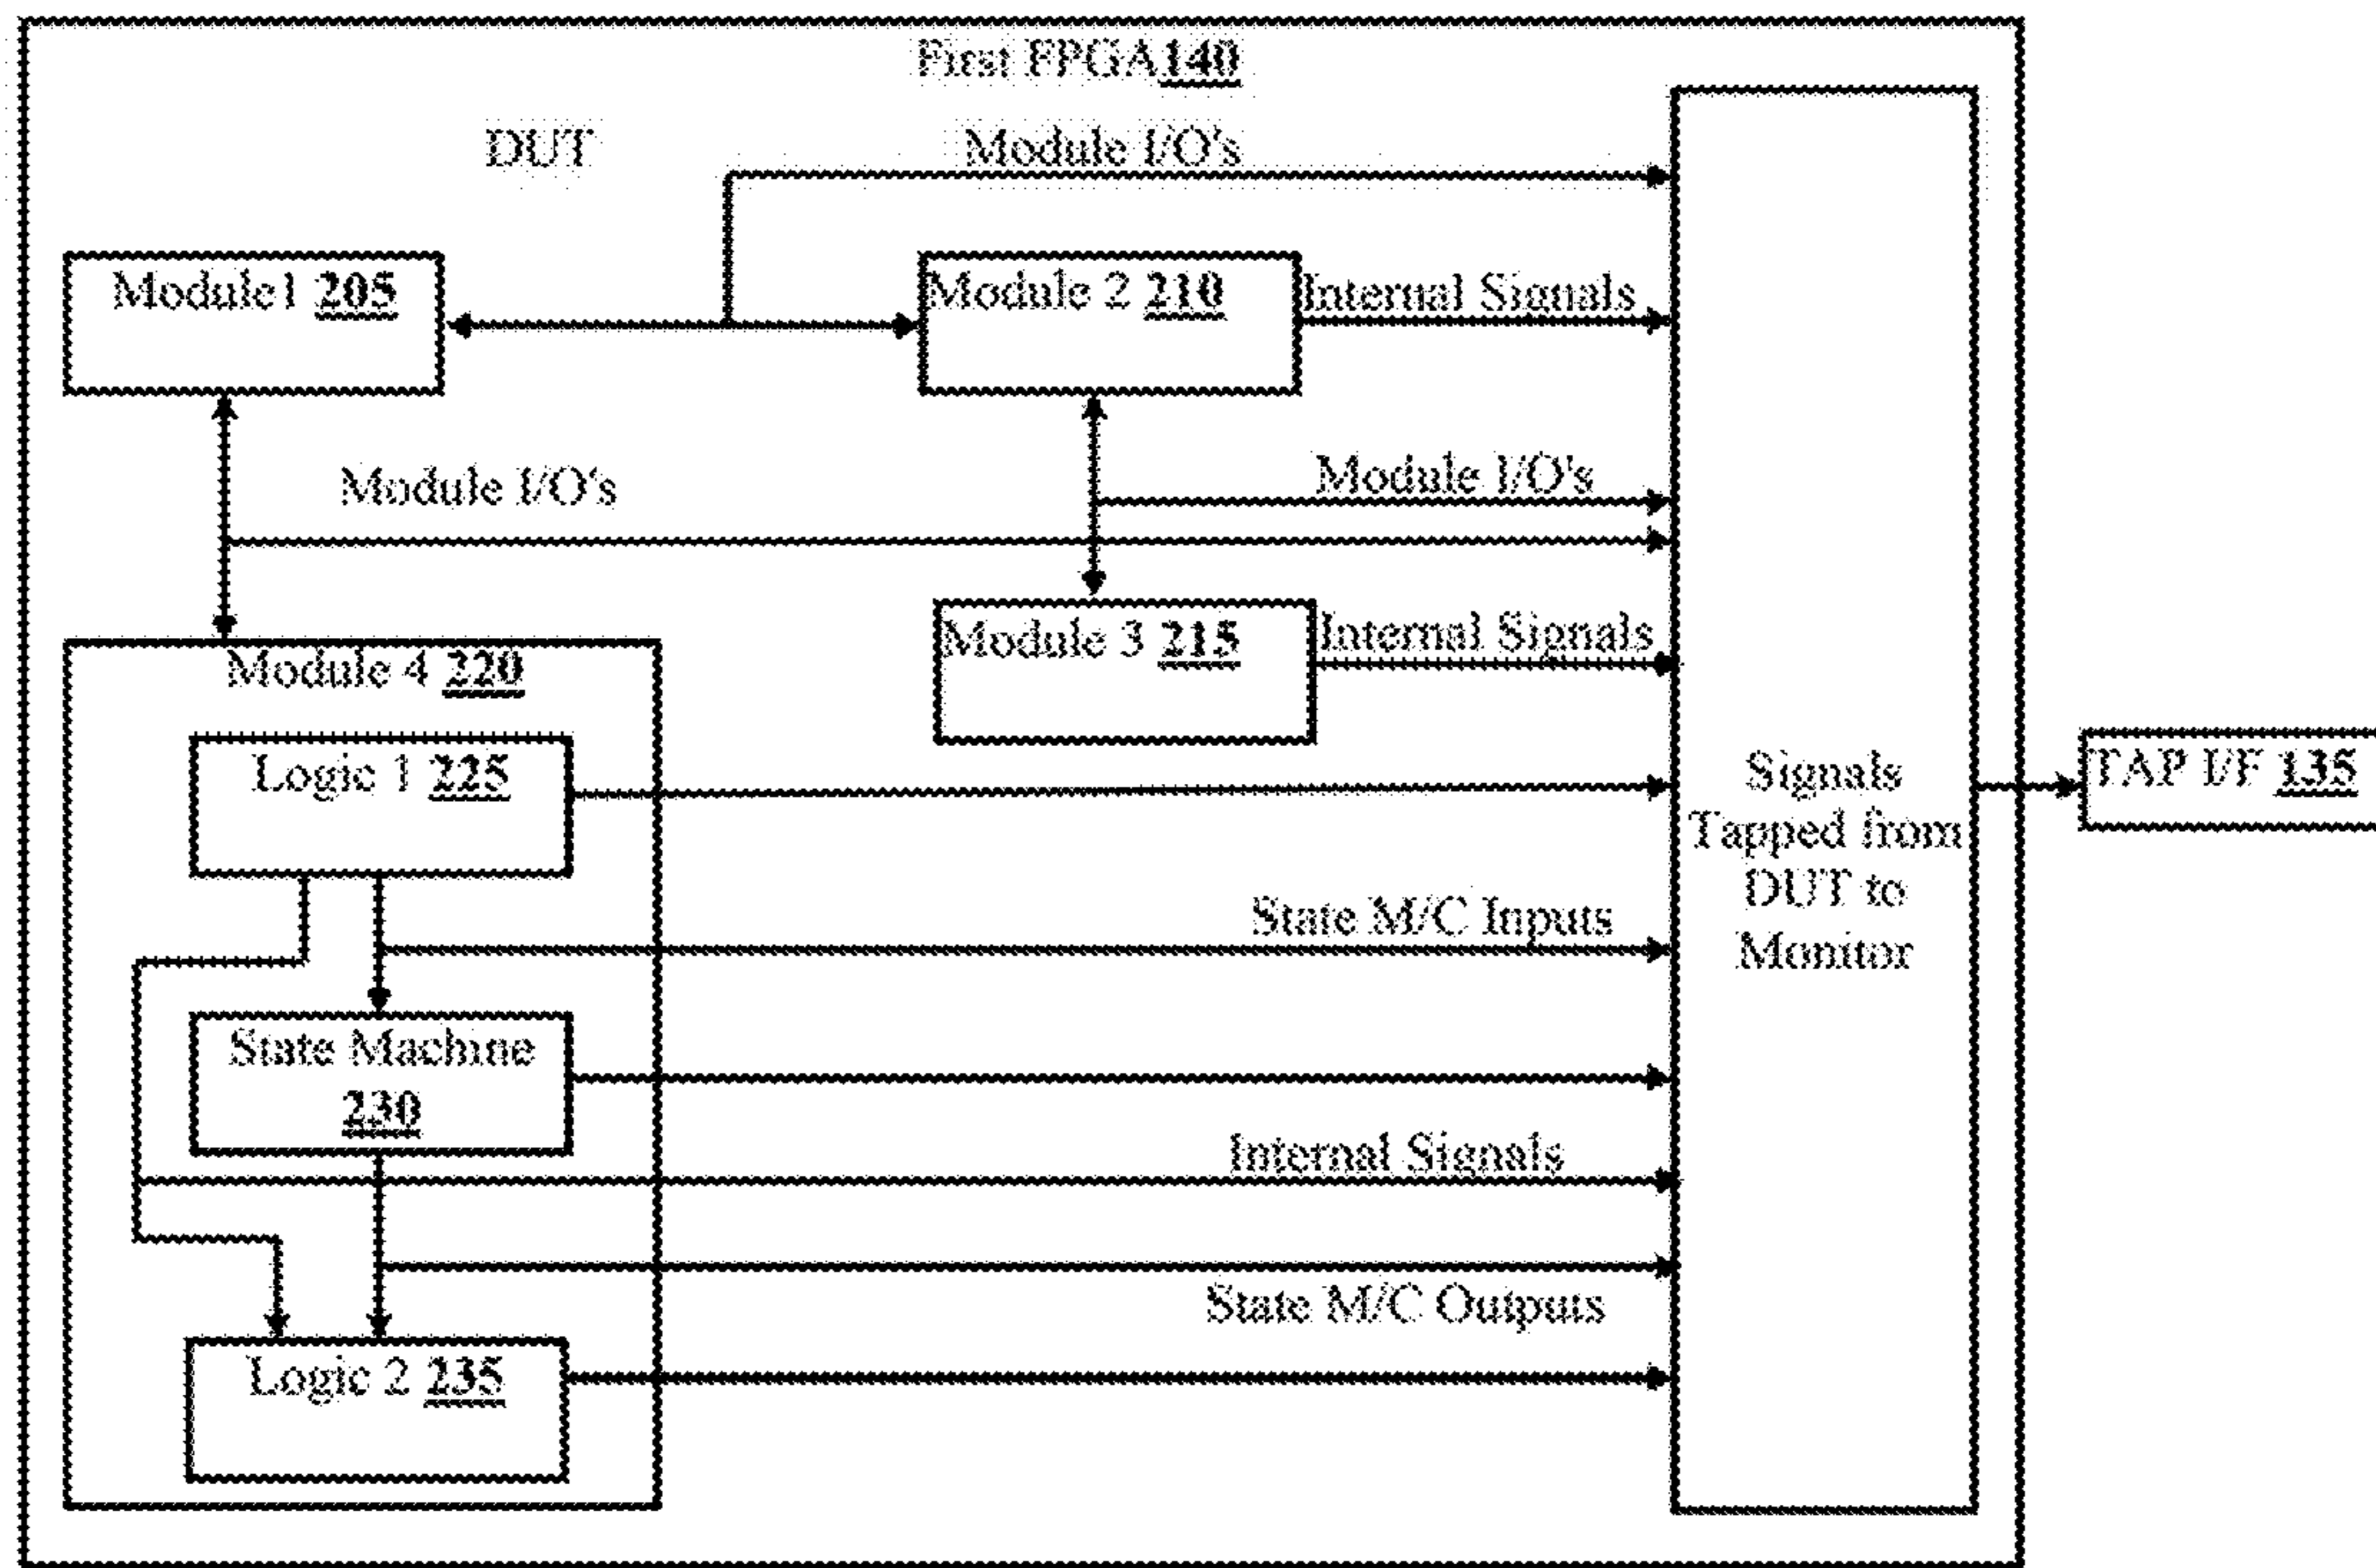 First FPGA140
DUT
Module I/O's
Module1 205
Module 2 210
Internal Signals
Module I/O's
Module I/O's
Module 3 215
Internal Signals
Module 4 220
Logic 1 225
Signals
Tapped from
DUT to
Monitor
TAP I/F 135
State M/C Inputs
State Machine
230
Internal Signals
State M/C Outputs
Logic 2 235